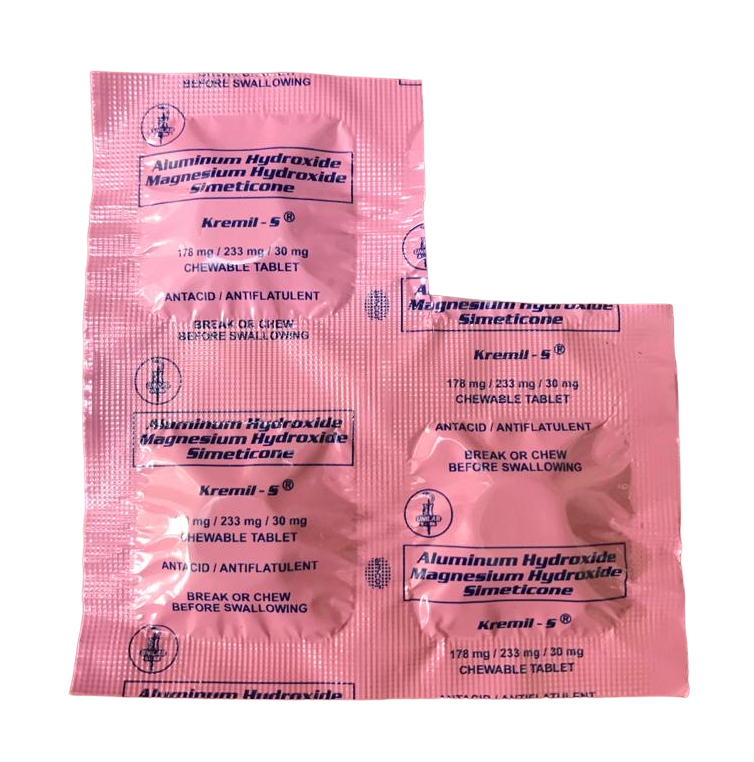 BEFORE SWALLOWING
UNILAB
Aluminum Hydroxide
Magnesium Hydroxide
Simeticone
Kremil-S®
178 mg / 233 mg / 30 mg
CHEWABLE TABLET
ANTACID / ANTIFLATULENT
BREAK OR CHEW
BEFORE SWALLOWING
Aluminum Hydroxide
Magnesium Hydroxide
Simeticone
Kremil-S®
mg / 233 mg / 30 mg
CHEWABLE TABLET
ANTACID / ANTIFLATULENT
BREAK OR CHEW
BEFORE SWALLOWING
Aluminum Hydroxide
Magnesium Hydroxide
Simeticone
Kremil-S®
178 mg / 233 mg / 30 mg
CHEWABLE TABLET
ANTACID / ANTIFLATULENT
BREAK OR CHEW
BEFORE SWALLOWING
UNILAB
Aluminum Hydroxide
Magnesium Hydroxide
Simeticone
Kremil-S®
178 mg / 233 mg / 30 mg
CHEWABLE TABLET
ANTACID / ANTIFLATULENT